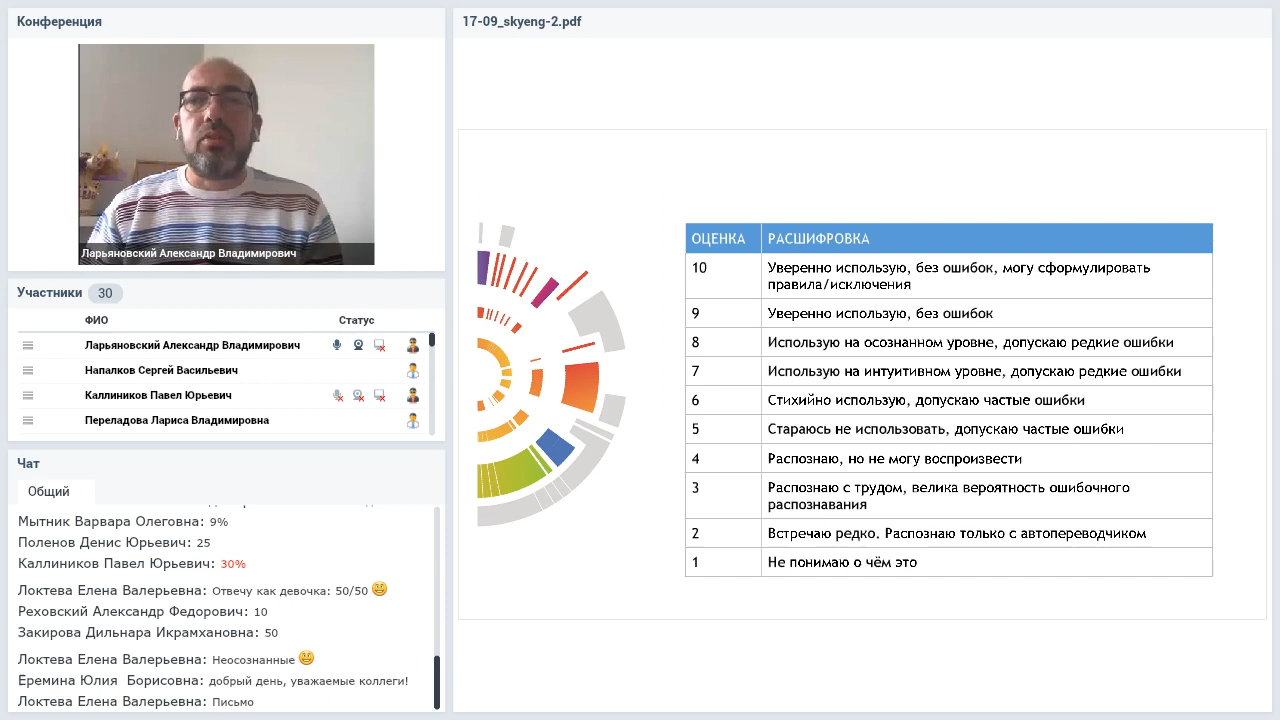 Конференция
Ларьяновский Александр Владимирович
Участники 30
ФИО Статус
Ларьяновский Александр Владимирович
Напалков Сергей Васильевич
Каллиников Павел Юрьевич
Переладова Лариса Владимировна
Чат
Общий
Мытник Варвара Олеговна: 9%
Поленов Денис Юрьевич: 25
Каллиников Павел Юрьевич: 30%
Локтева Елена Валерьевна: Отвечу как девочка: 50/50
Реховский Александр Федорович: 10
Закирова Дильнара Икрамхановна: 50
Локтева Елена Валерьевна: Неосознанные
Еремина Юлия Борисовна: добрый день, уважаемые коллеги!
Локтева Елена Валерьевна: Письмо
17-09_skyeng-2.pdf
ОЦЕНКА РАСШИФРОВКА
10 Уверенно использую, без ошибок, могу сформулировать
правила/исключения
9 Уверенно использую, без ошибок
8 Использую на осознанном уровне, допускаю редкие ошибки
7 Использую на интуитивном уровне, допускаю редкие ошибки
6 Стихийно использую, допускаю частые ошибки
5 Стараюсь не использовать, допускаю частые ошибки
4 Распознаю, но не могу воспроизвести
3 Распознаю с трудом, велика вероятность ошибочного
распознавания
2 Встречаю редко. Распознаю только с автопереводчиком
1 Не понимаю о чём это